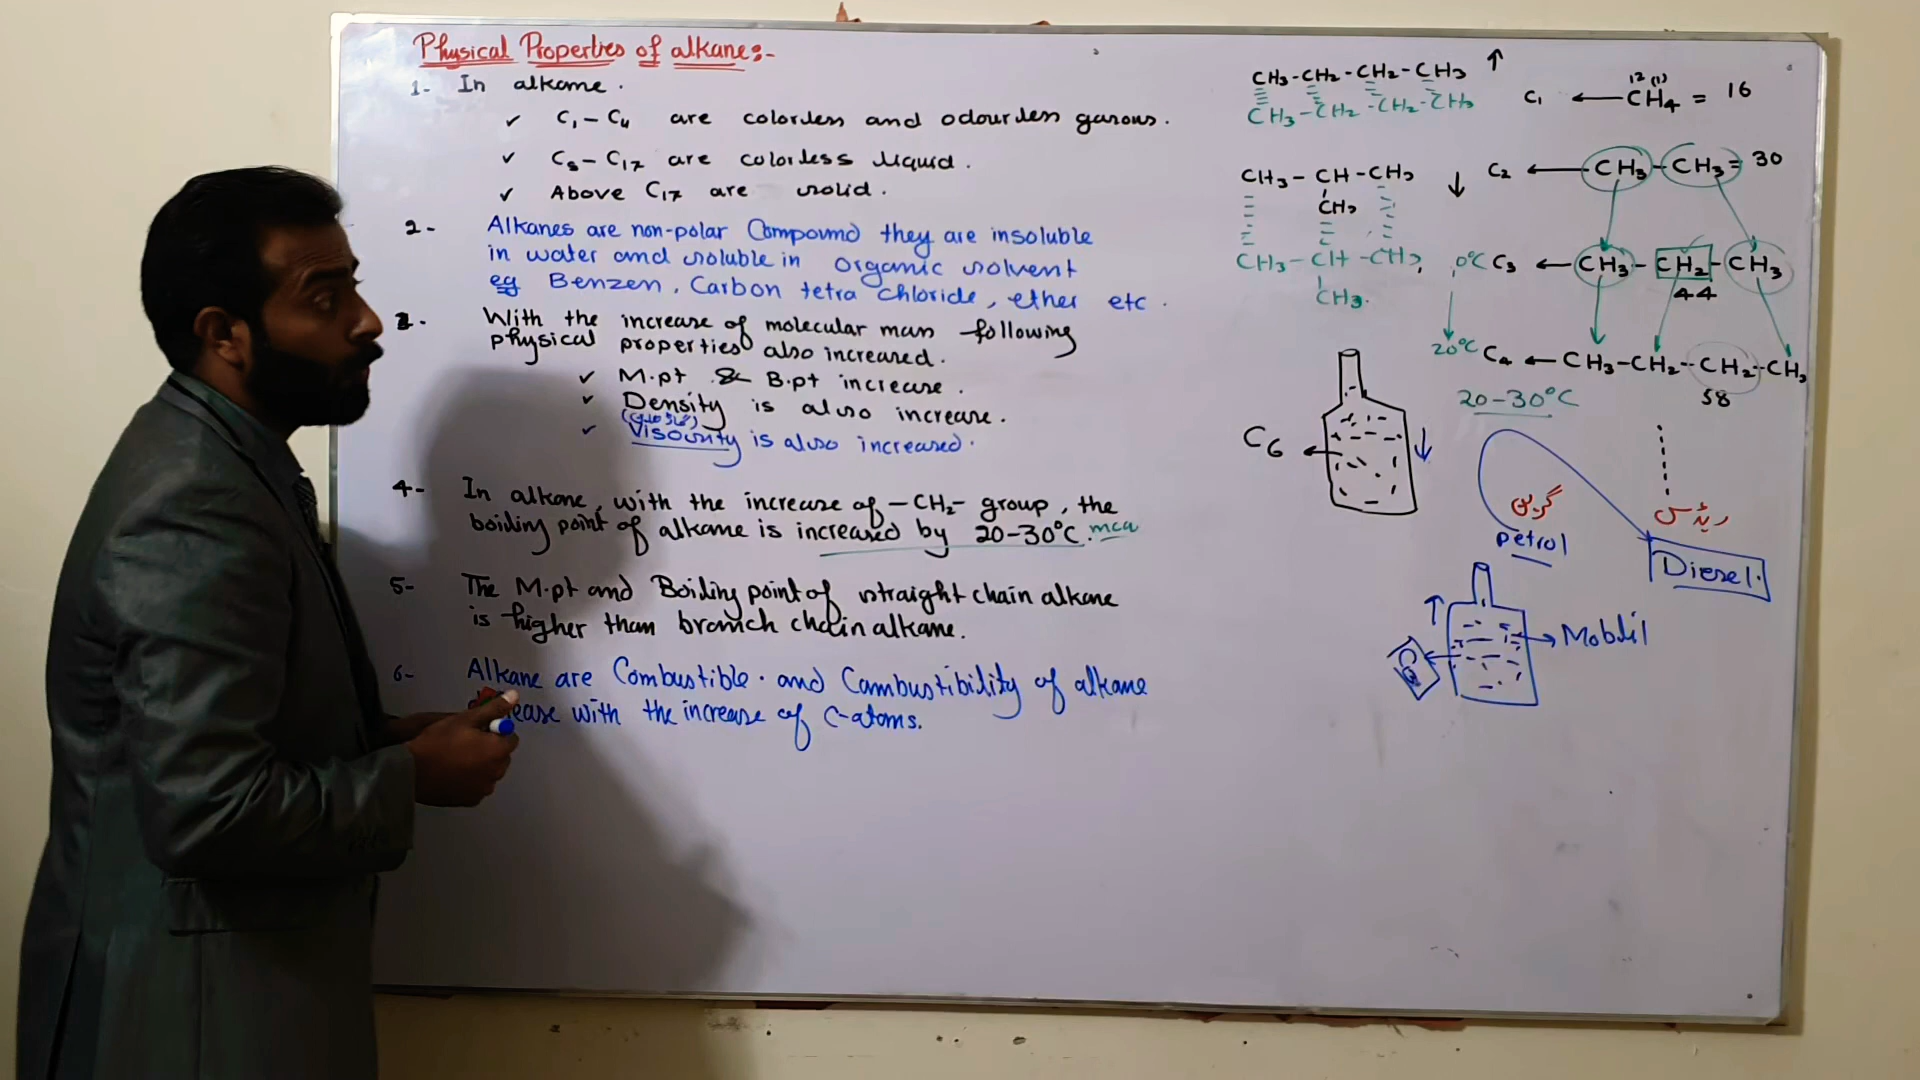 Physical Properties of alkane:-
1- In alkane.
✓ C₁-C₄ are colorless and odourless gasous.
✓ C₅-C₁₇ are colorless liquid.
✓ Above C₁₇ are solid.
2- Alkanes are non-polar Compound they are insoluble
in water and soluble in organic solvent
eg Benzen, Carbon tetra chloride, ether etc.
With the increase of molecular mass following
physical properties also increased.
✓ M.pt & B.pt increase.
✓ Density is also increase.
✓ Viscosity is also increased.
4- In alkane, with the increase of -CH₂- group, the
boiling point of alkane is increased by 20-30°C. mcq
5- The M.pt and Boiling point of straight chain alkane
is higher than branch chain alkane.
6- Alkane are Combustible. and Combustibility of alkane
ease with the increase of C-atoms.
CH₃-CH₂-CH₂-CH₃ ↑
CH₃-CH₂-CH₂-CH₃
CH₃-CH-CH₃ ↓
CH₃
CH₃-CH-CH₃
CH₃.
12 (1)
C₁ ← CH₄ = 16
C₂ ← CH₃-CH₃ = 30
0°C C₃ ← CH₃-CH₂-CH₃
44
20°C C₄ ← CH₃-CH₂-CH₂-CH₃
20-30°C 58
C₆ ← ↓
petrol
Diesel.
↑ → Mobilil